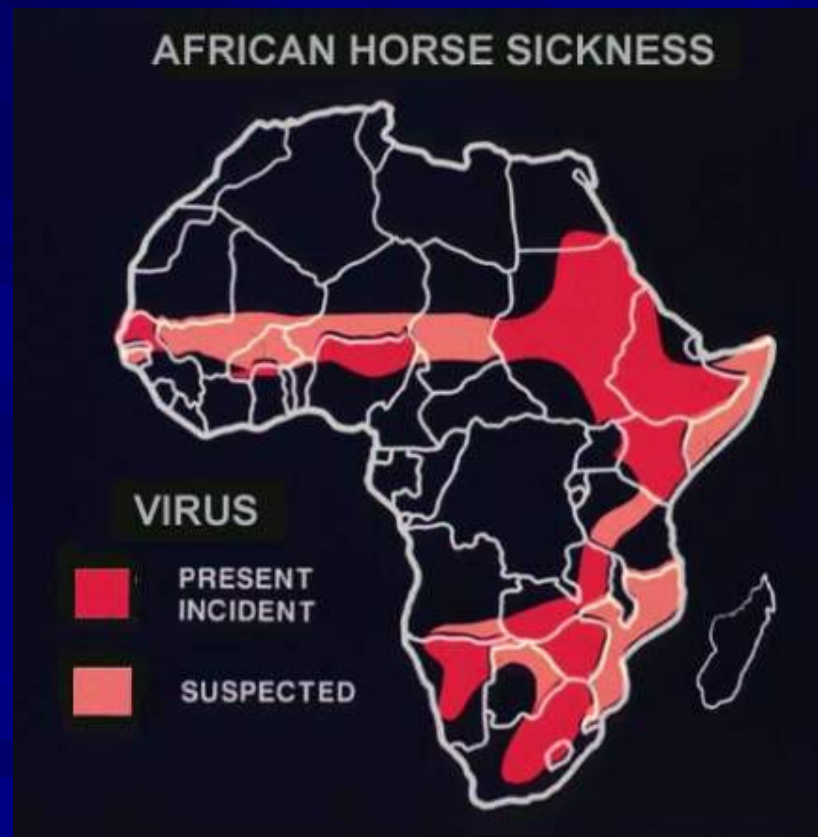 AFRICAN HORSE SICKNESS
VIRUS
PRESENT
INCIDENT
SUSPECTED